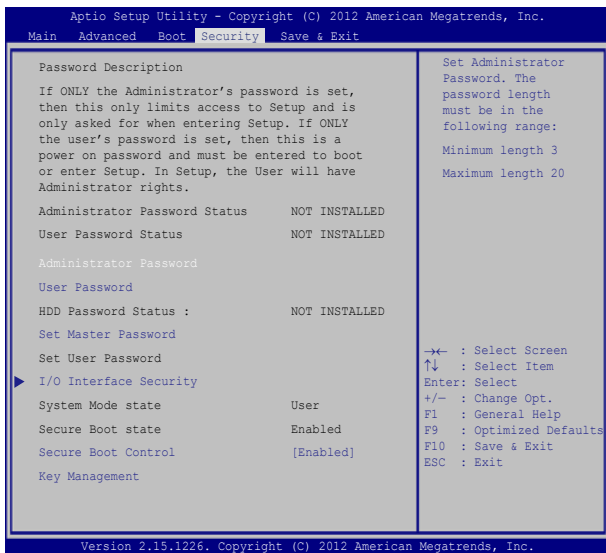 Aptio Setup Utility - Copyright (C) 2012 American Megatrends, Inc.
Main Advanced Boot Security Save & Exit
Password Description
If ONLY the Administrator's password is set,
then this only limits access to Setup and is
only asked for when entering Setup. If ONLY
the user's password is set, then this is a
power on password and must be entered to boot
or enter Setup. In Setup, the User will have
Administrator rights.
Administrator Password Status NOT INSTALLED
User Password Status NOT INSTALLED
Administrator Password
User Password
HDD Password Status : NOT INSTALLED
Set Master Password
Set User Password
I/O Interface Security
System Mode state User
Secure Boot state Enabled
Secure Boot Control [Enabled]
Key Management
Set Administrator
Password. The
password length
must be in the
following range:
Minimum length 3
Maximum length 20
→← : Select Screen
↑↓ : Select Item
Enter: Select
+/— : Change Opt.
F1 : General Help
F9 : Optimized Defaults
F10 : Save & Exit
ESC : Exit
Version 2.15.1226. Copyright (C) 2012 American Megatrends, Inc.